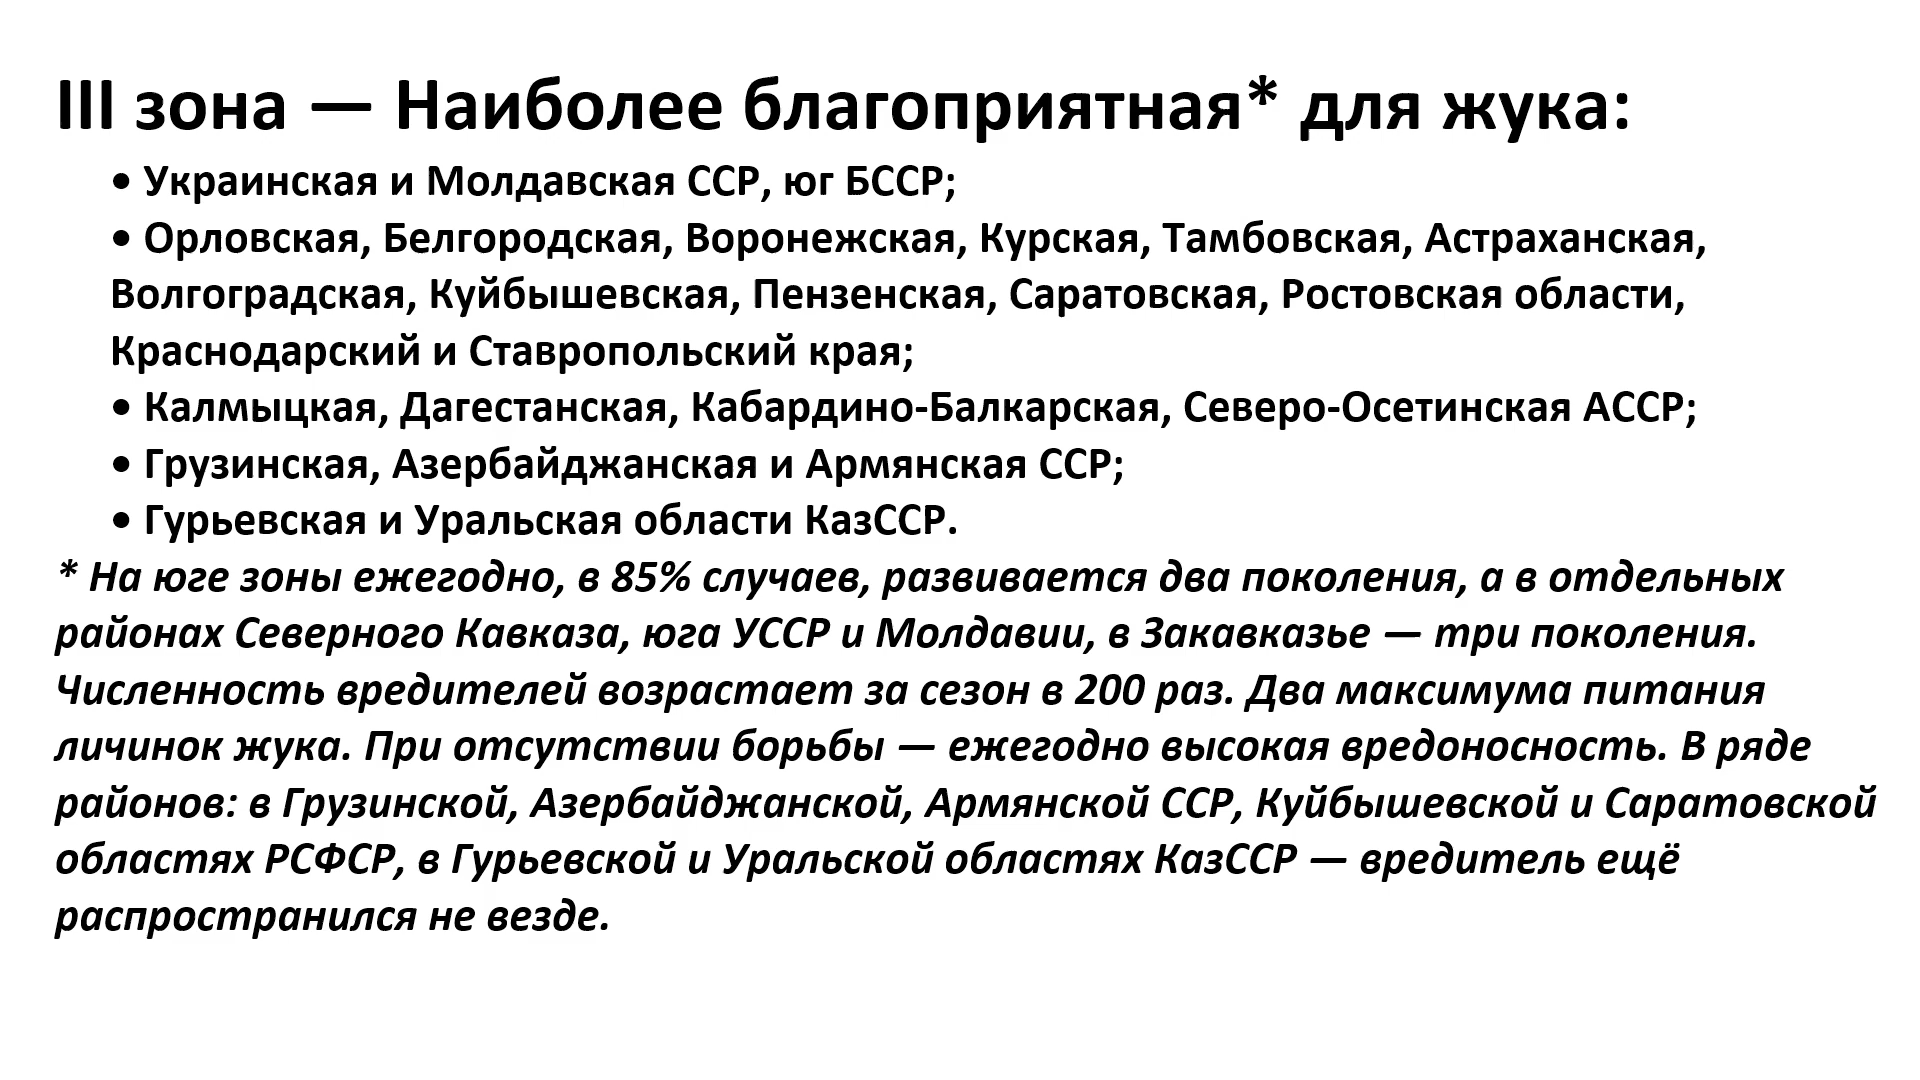 III зона — Наиболее благоприятная* для жука:
• Украинская и Молдавская ССР, юг БССР;
• Орловская, Белгородская, Воронежская, Курская, Тамбовская, Астраханская,
Волгоградская, Куйбышевская, Пензенская, Саратовская, Ростовская области,
Краснодарский и Ставропольский края;
• Калмыцкая, Дагестанская, Кабардино-Балкарская, Северо-Осетинская АССР;
• Грузинская, Азербайджанская и Армянская ССР;
• Гурьевская и Уральская области КазССР.
* На юге зоны ежегодно, в 85% случаев, развивается два поколения, а в отдельных
районах Северного Кавказа, юга УССР и Молдавии, в Закавказье — три поколения.
Численность вредителей возрастает за сезон в 200 раз. Два максимума питания
личинок жука. При отсутствии борьбы — ежегодно высокая вредоносность. В ряде
районов: в Грузинской, Азербайджанской, Армянской ССР, Куйбышевской и Саратовской
областях РСФСР, в Гурьевской и Уральской областях КазССР — вредитель ещё
распространился не везде.